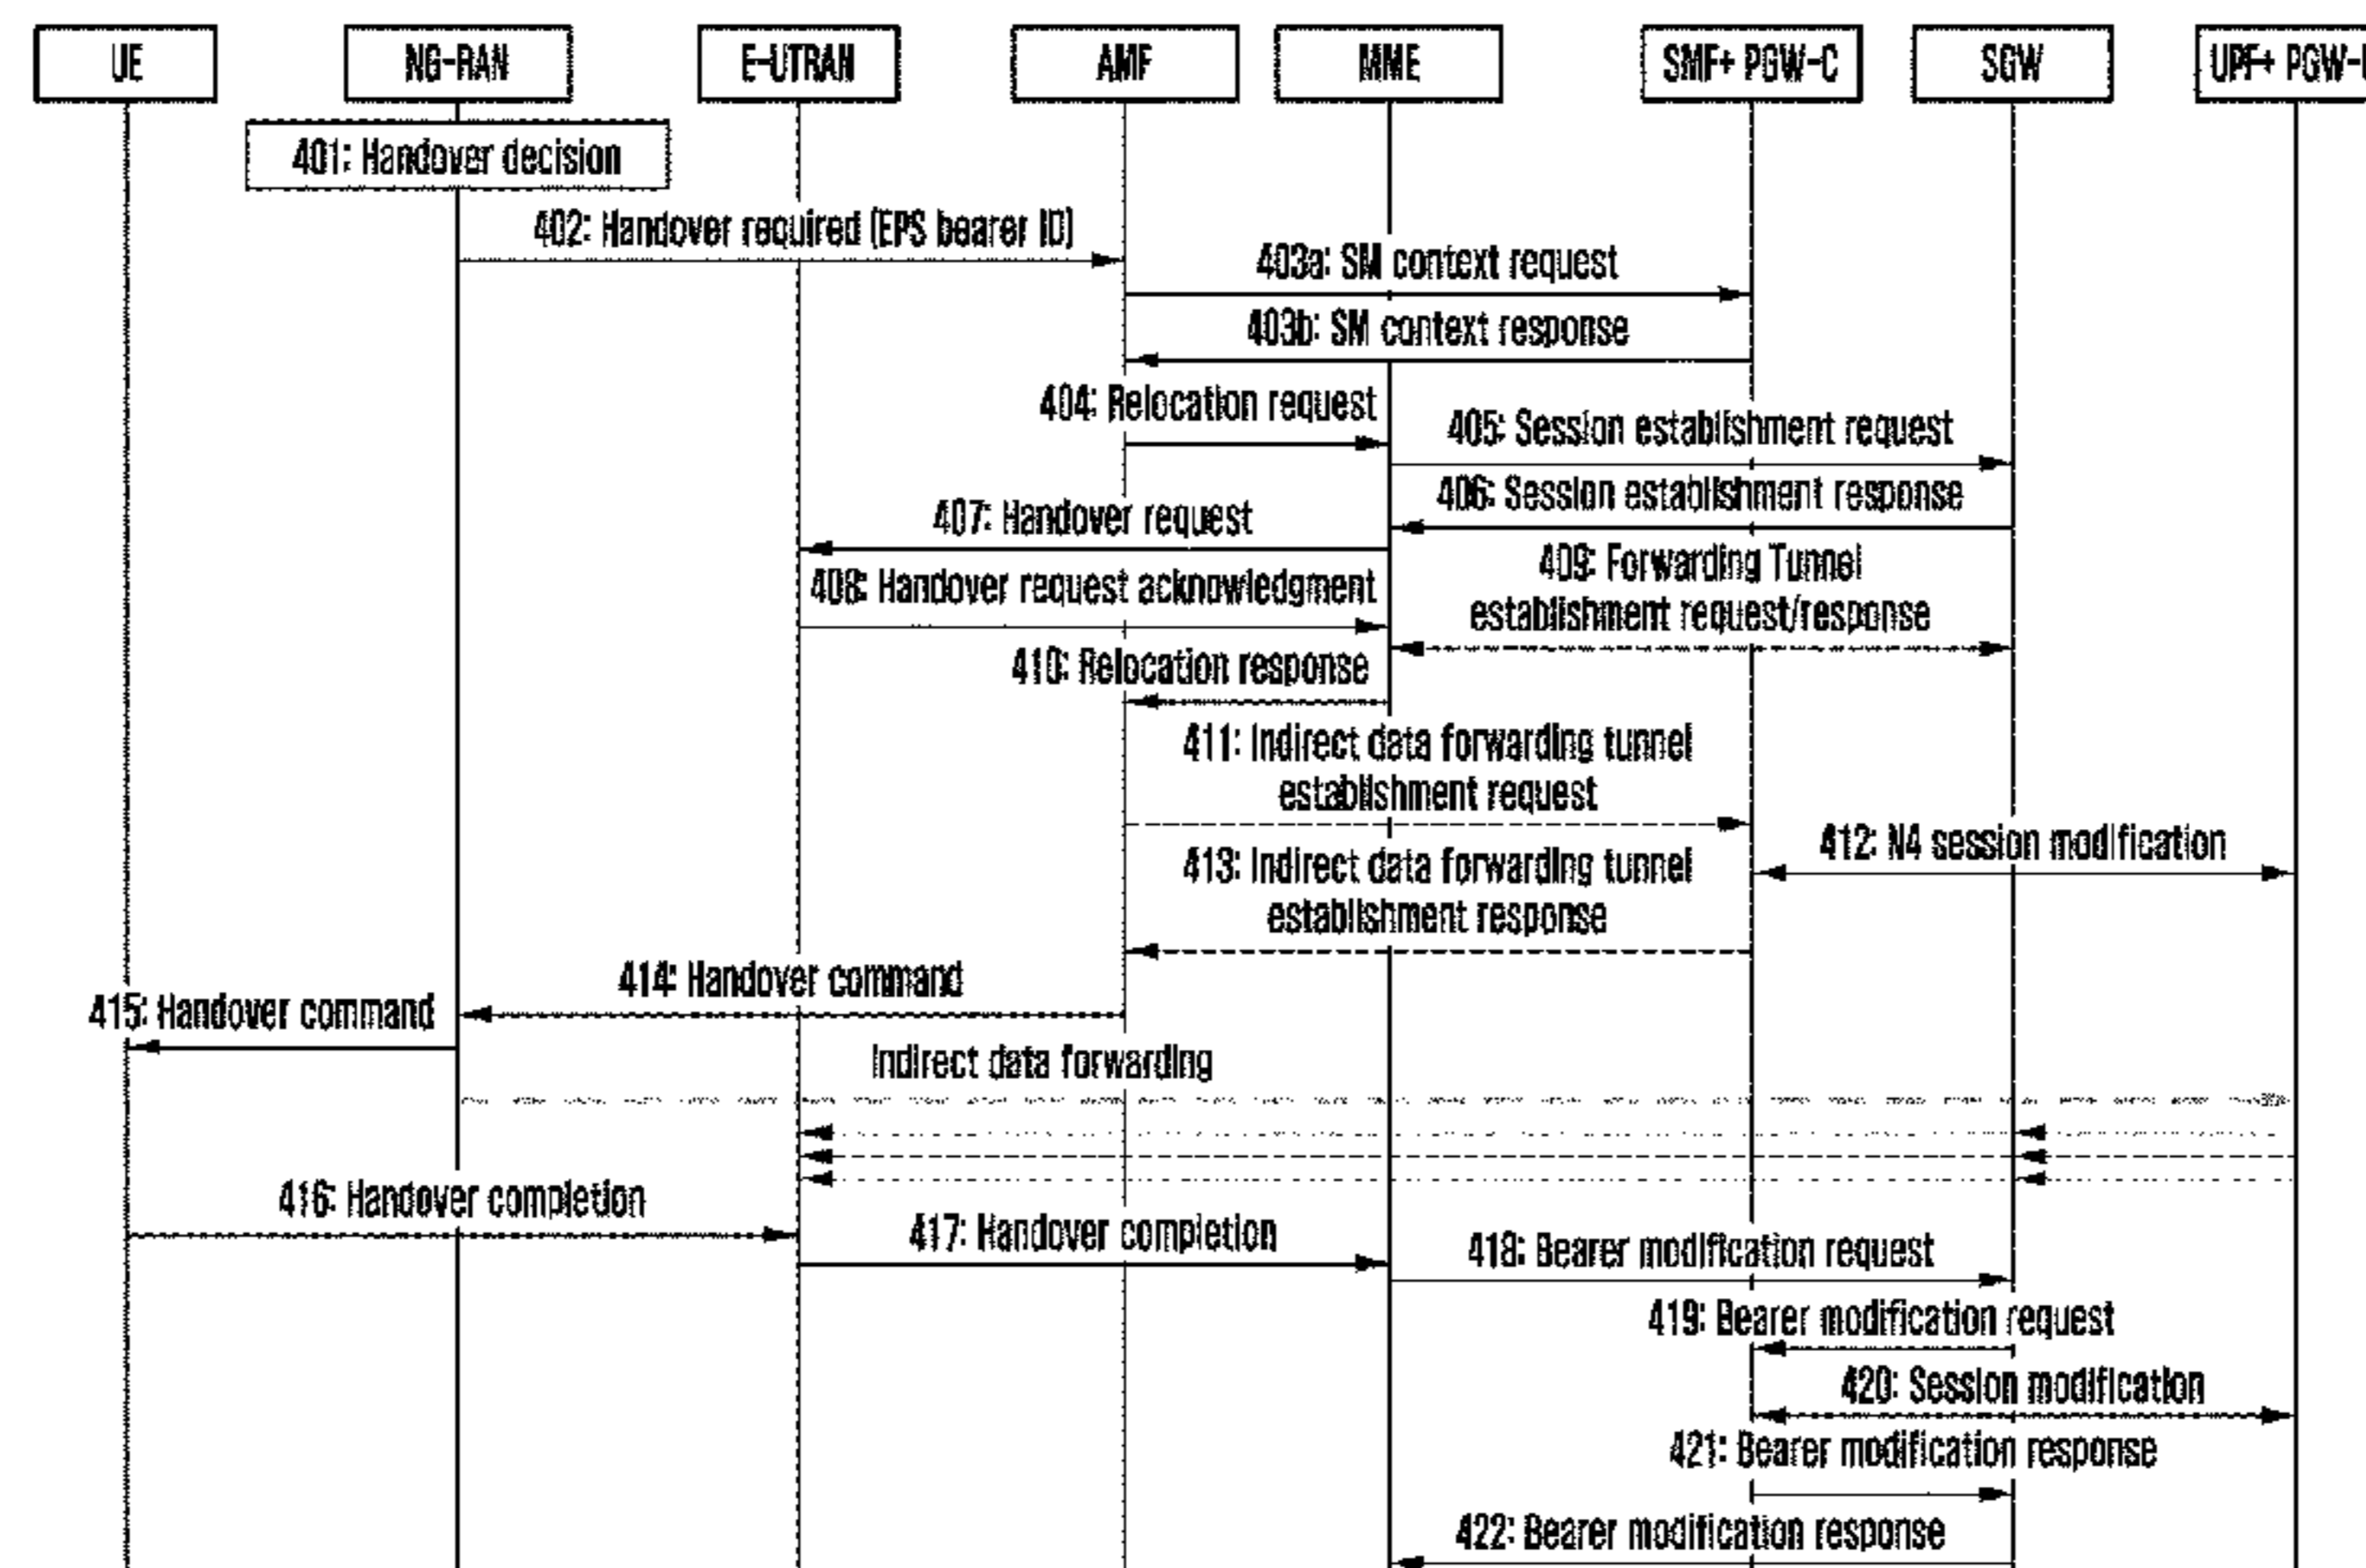 UE
NG-RAN
E-UTRAN
AMF
MME
SMF+ PGW-C
SGW
UPF+ PGW-
401: Handover decision
402: Handover required (EPS bearer ID)
403a: SM context request
403b: SM context response
404: Relocation request
405: Session establishment request
406: Session establishment response
407: Handover request
408: Handover request acknowledgment
409: Forwarding Tunnel
establishment request/response
410: Relocation response
411: Indirect data forwarding tunnel
establishment request
412: N4 session modification
413: Indirect data forwarding tunnel
establishment response
414: Handover command
415: Handover command
Indirect data forwarding
416: Handover completion
417: Handover completion
418: Bearer modification request
419: Bearer modification request
420: Session modification
421: Bearer modification response
422: Bearer modification response